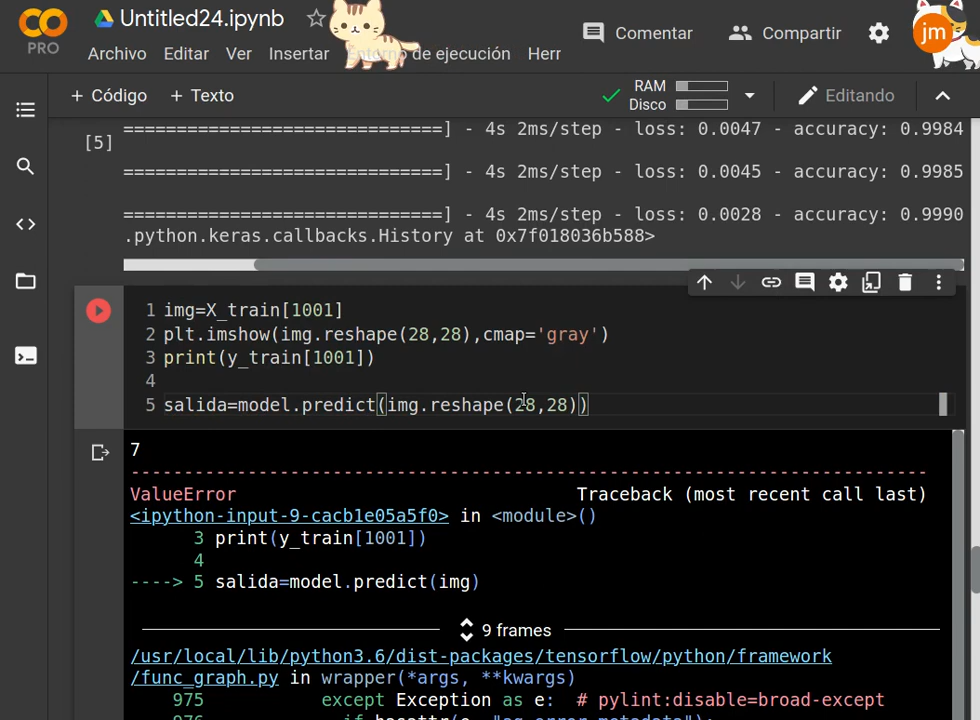 Untitled24.ipynb
PRO
Archivo Editar Ver Insertar de ejecución Herr
Comentar Compartir jm
+ Código + Texto
RAM
Disco
Editando
============================] - 4s 2ms/step - loss: 0.0047 - accuracy: 0.9984
[5]
============================] - 4s 2ms/step - loss: 0.0045 - accuracy: 0.9985
============================] - 4s 2ms/step - loss: 0.0028 - accuracy: 0.9990
.python.keras.callbacks.History at 0x7f018036b588>
1 img=X_train[1001]
2 plt.imshow(img.reshape(28,28),cmap='gray')
3 print(y_train[1001])
4
5 salida=model.predict(img.reshape(28,28))
7
---------------------------------------------------------------------------
ValueError Traceback (most recent call last)
<ipython-input-9-cacb1e05a5f0> in <module>()
3 print(y_train[1001])
4
----> 5 salida=model.predict(img)
9 frames
/usr/local/lib/python3.6/dist-packages/tensorflow/python/framework
/func_graph.py in wrapper(*args, **kwargs)
975 except Exception as e: # pylint:disable=broad-except